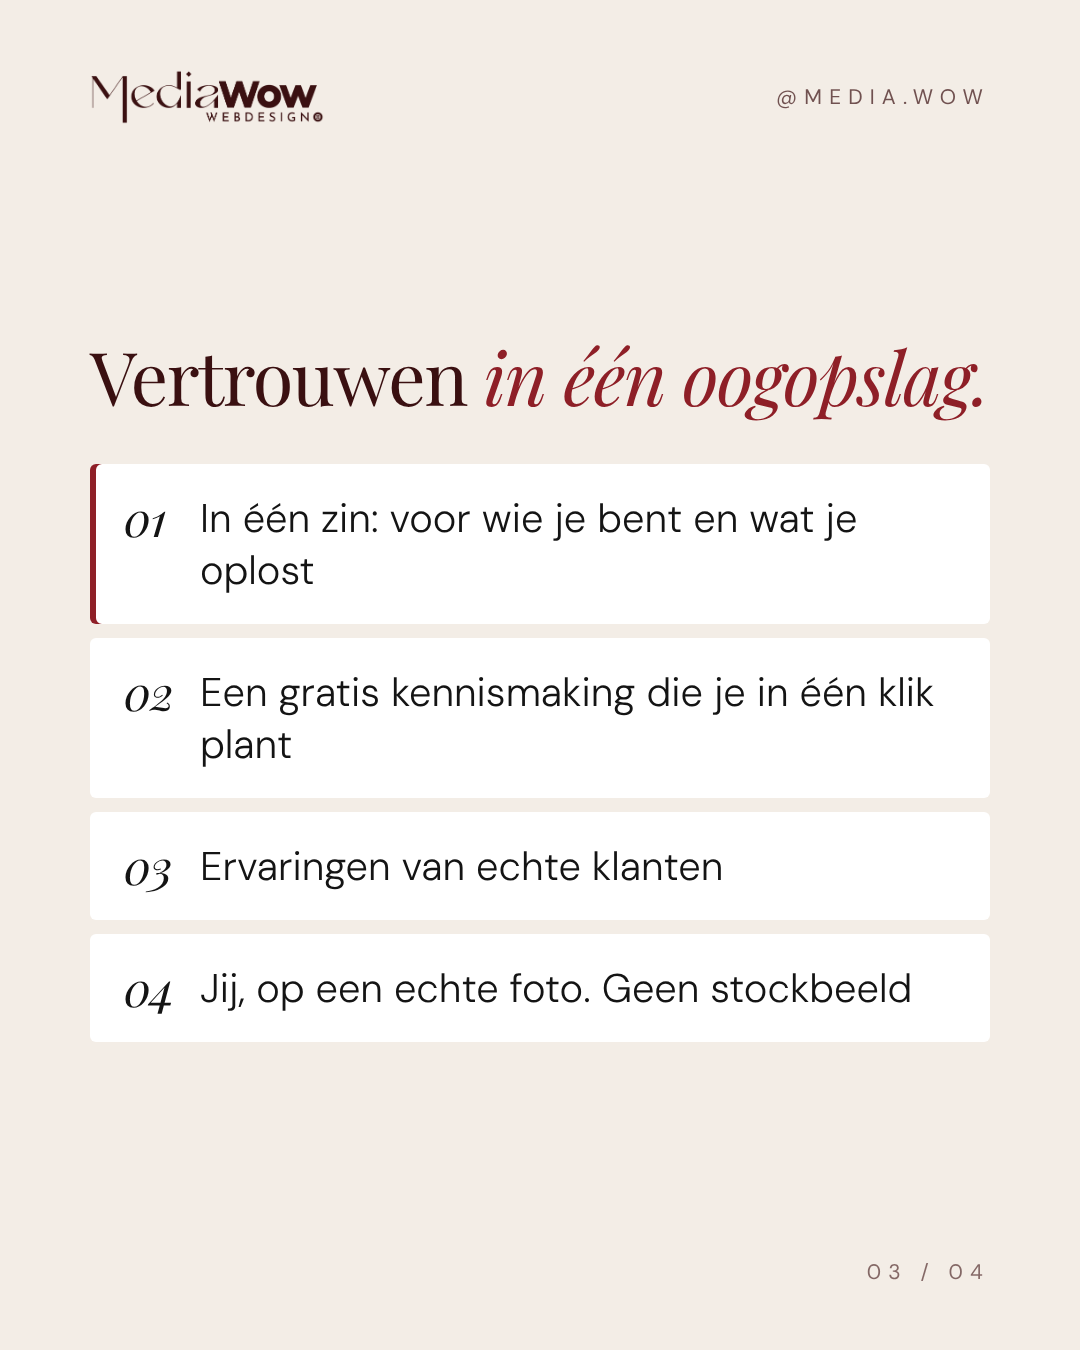 MediaWow
WEBDESIGN
@MEDIA.WOW
Vertrouwen in één oogopslag.
01 In één zin: voor wie je bent en wat je
oplost
02 Een gratis kennismaking die je in één klik
plant
03 Ervaringen van echte klanten
04 Jij, op een echte foto. Geen stockbeeld
03 / 04